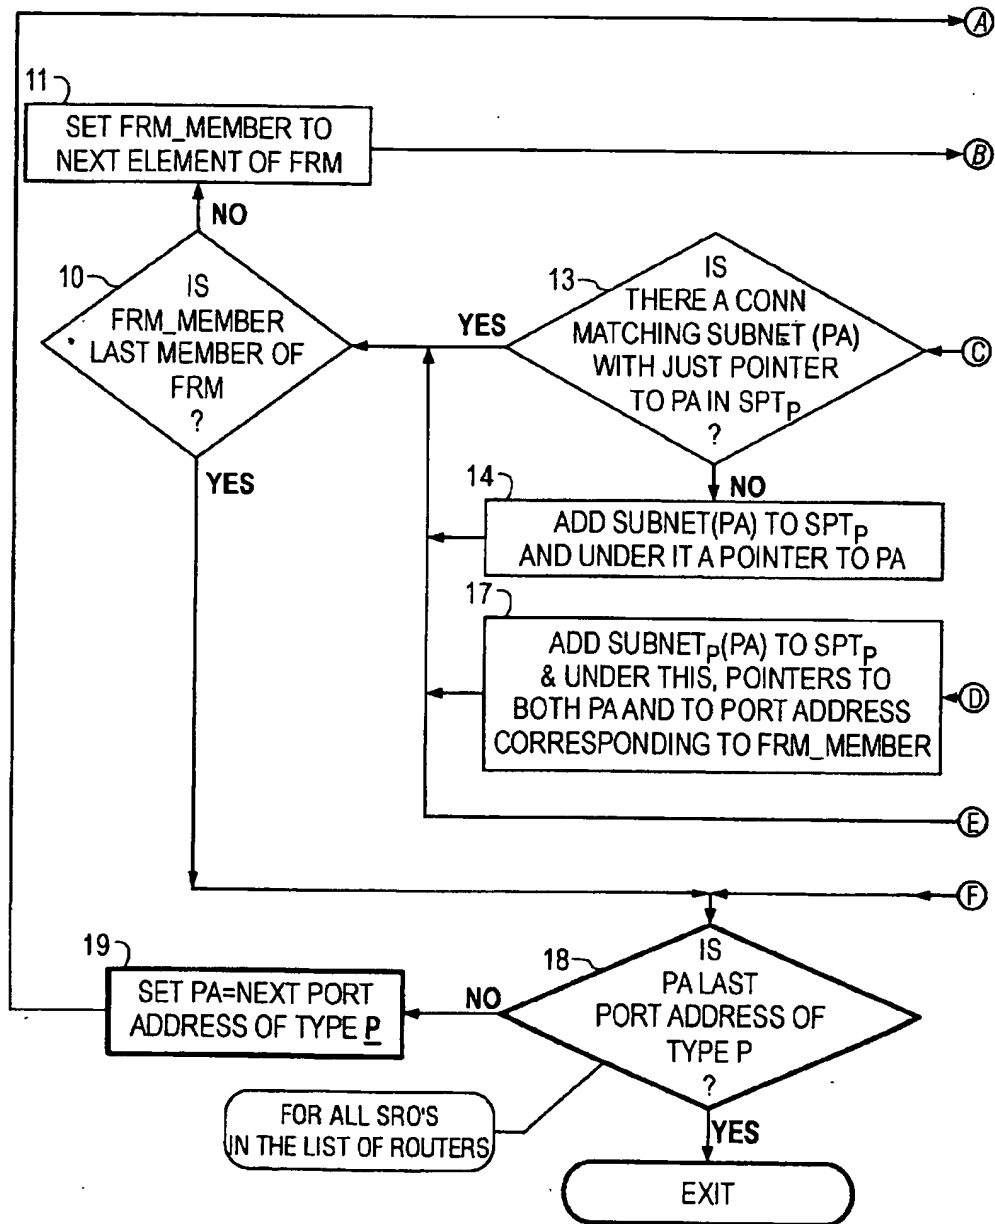 A
11
SET FRM_MEMBER TO
NEXT ELEMENT OF FRM
B
NO
10
IS
FRM_MEMBER
LAST MEMBER OF
FRM
?
YES
13
IS
THERE A CONN
MATCHING SUBNET (PA)
WITH JUST POINTER
TO PA IN SPTP
?
YES
C
NO
14
ADD SUBNET(PA) TO SPTP
AND UNDER IT A POINTER TO PA
17
ADD SUBNETP(PA) TO SPTP
& UNDER THIS, POINTERS TO
BOTH PA AND TO PORT ADDRESS
CORRESPONDING TO FRM_MEMBER
D
E
F
18
IS
PA LAST
PORT ADDRESS OF
TYPE P
?
NO
19
SET PA=NEXT PORT
ADDRESS OF TYPE P
FOR ALL SRO'S
IN THE LIST OF ROUTERS
YES
EXIT